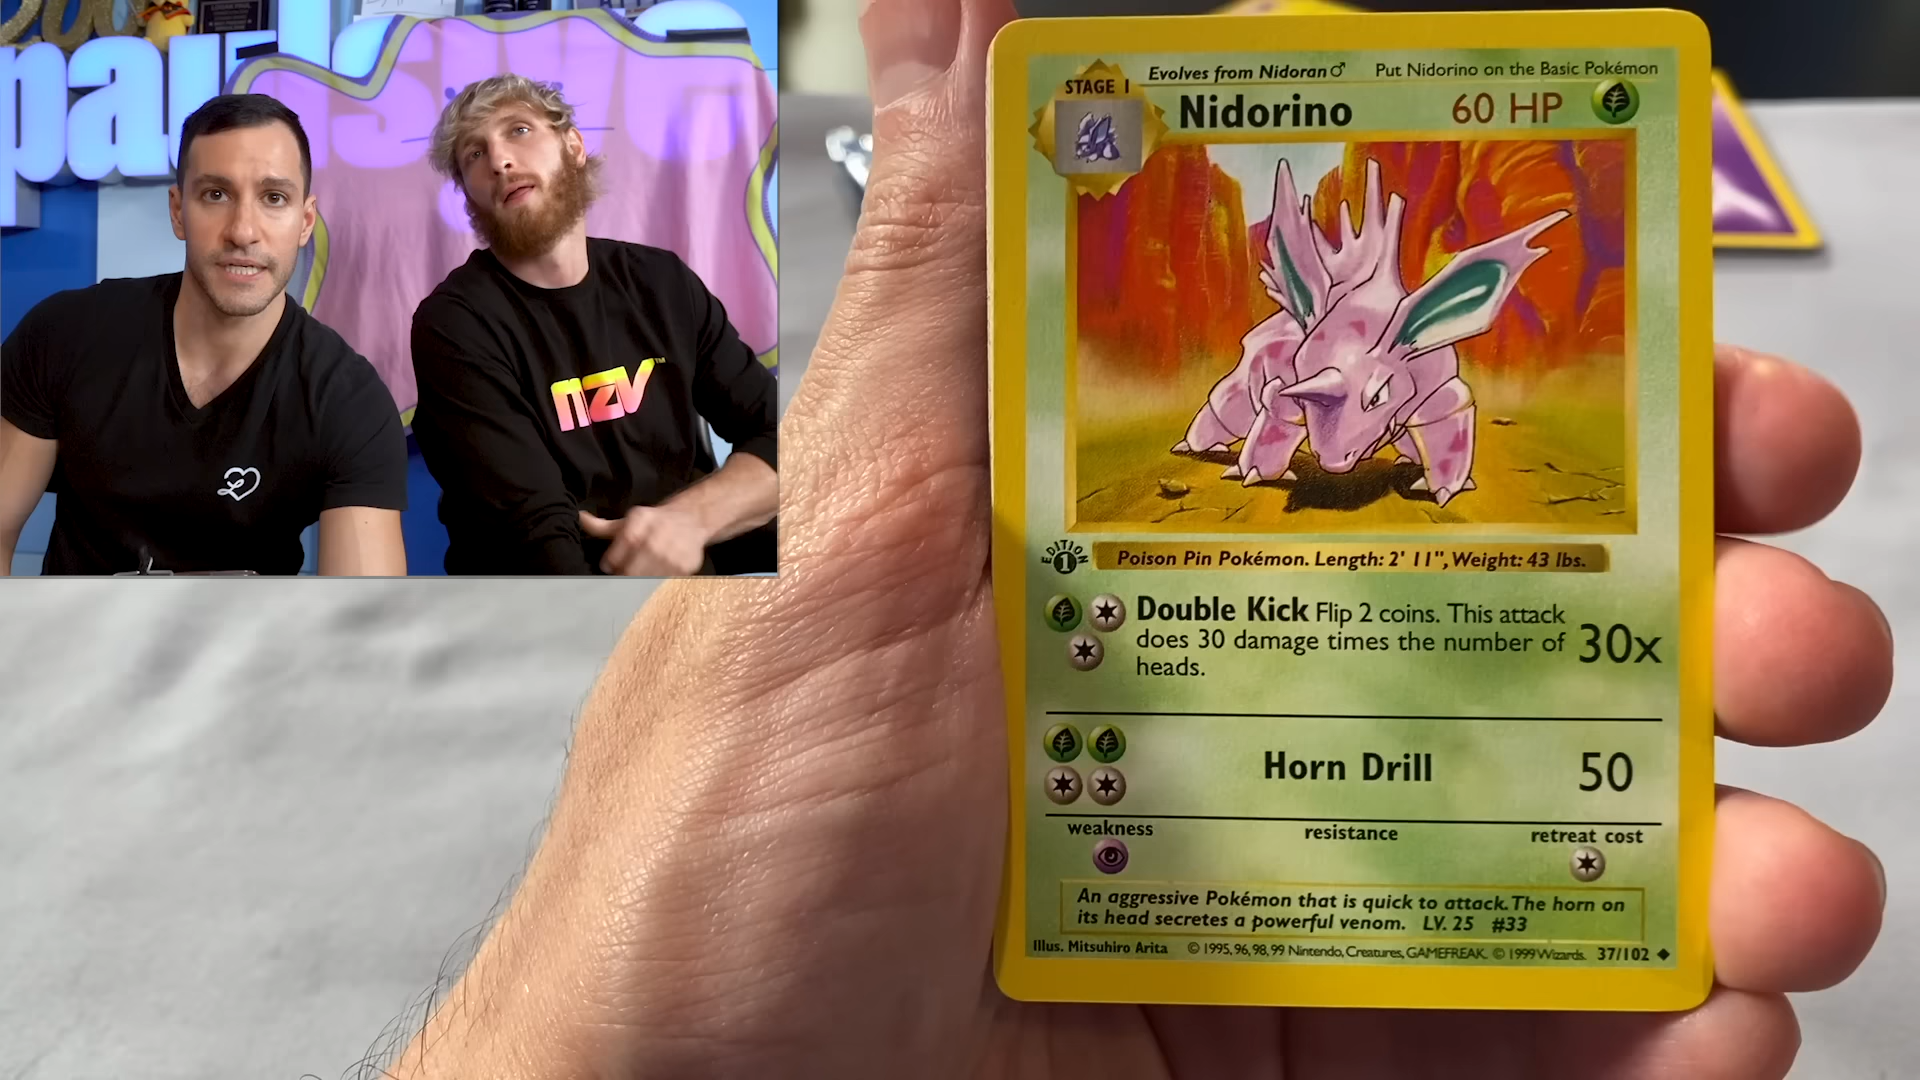 paulsive
nzv™
STAGE 1
Evolves from Nidoran♂
Put Nidorino on the Basic Pokémon
Nidorino
60 HP
EDITION
1
Poison Pin Pokémon. Length: 2' 11", Weight: 43 lbs.
Double Kick Flip 2 coins. This attack
does 30 damage times the number of
heads.
30x
Horn Drill
50
weakness
resistance
retreat cost
An aggressive Pokémon that is quick to attack. The horn on
its head secretes a powerful venom. LV. 25 #33
Illus. Mitsuhiro Arita
© 1995, 96, 98, 99 Nintendo, Creatures, GAMEFREAK. © 1999 Wizards.
37/102